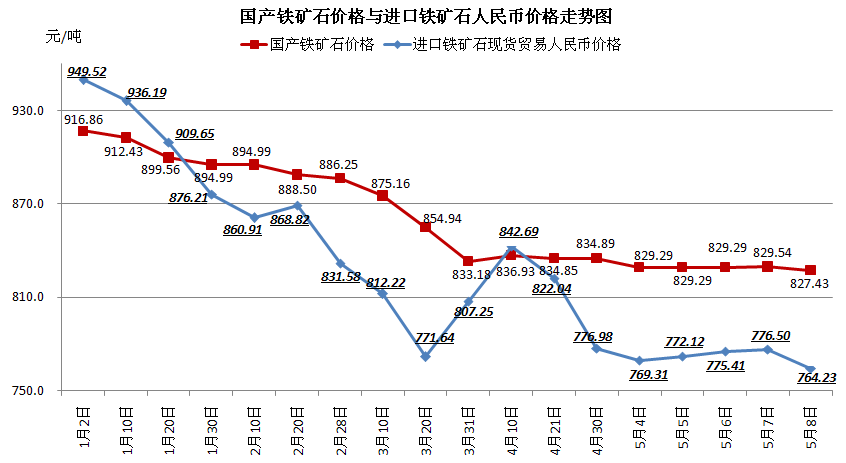 国产铁矿石价格与进口铁矿石人民币价格走势图
元/吨
国产铁矿石价格 进口铁矿石现货贸易人民币价格
930.0
870.0
810.0
750.0
949.52
936.19
909.65
876.21
860.91
868.82
831.58
812.22
771.64
807.25
842.69
822.04
776.98
769.31
772.12
775.41
776.50
764.23
916.86
912.43
899.56
894.99
894.99
888.50
886.25
875.16
854.94
833.18
836.93
834.85
834.89
829.29
829.29
829.29
829.54
827.43
1月2日
1月10日
1月20日
1月30日
2月10日
2月20日
2月28日
3月10日
3月20日
3月31日
4月10日
4月21日
4月30日
5月4日
5月5日
5月6日
5月7日
5月8日